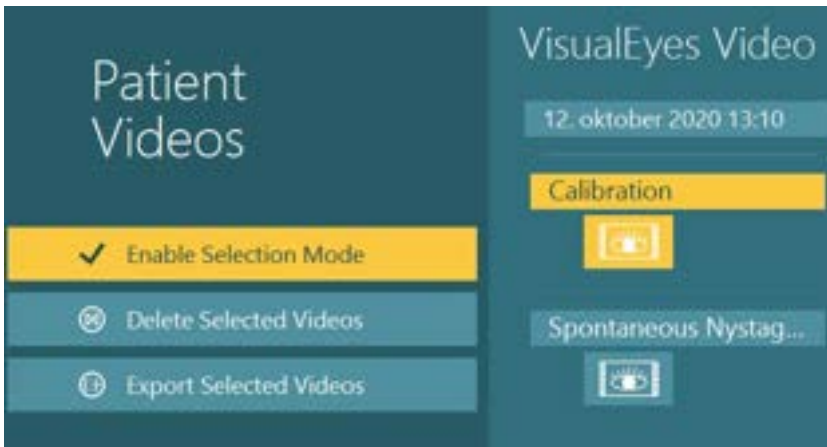 Patient
Videos
Enable Selection Mode
Delete Selected Videos
Export Selected Videos
VisualEyes Video
12. oktober 2020 13:10
Calibration
Spontaneous Nystag...